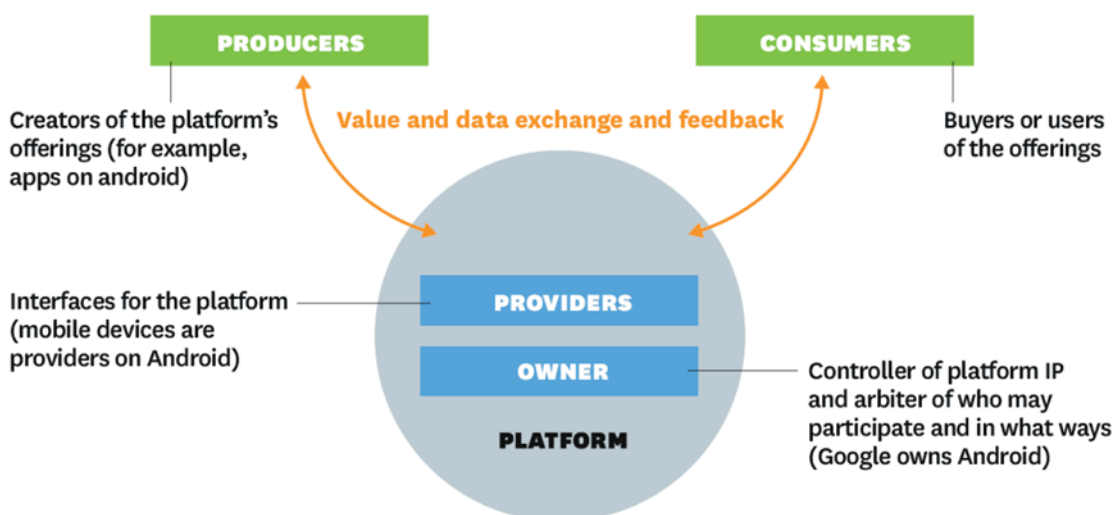 PRODUCERS
CONSUMERS
Creators of the platform's
offerings (for example,
apps on android)
Value and data exchange and feedback
Buyers or users
of the offerings
Interfaces for the platform
(mobile devices are
providers on Android)
PROVIDERS
OWNER
PLATFORM
Controller of platform IP
and arbiter of who may
participate and in what ways
(Google owns Android)